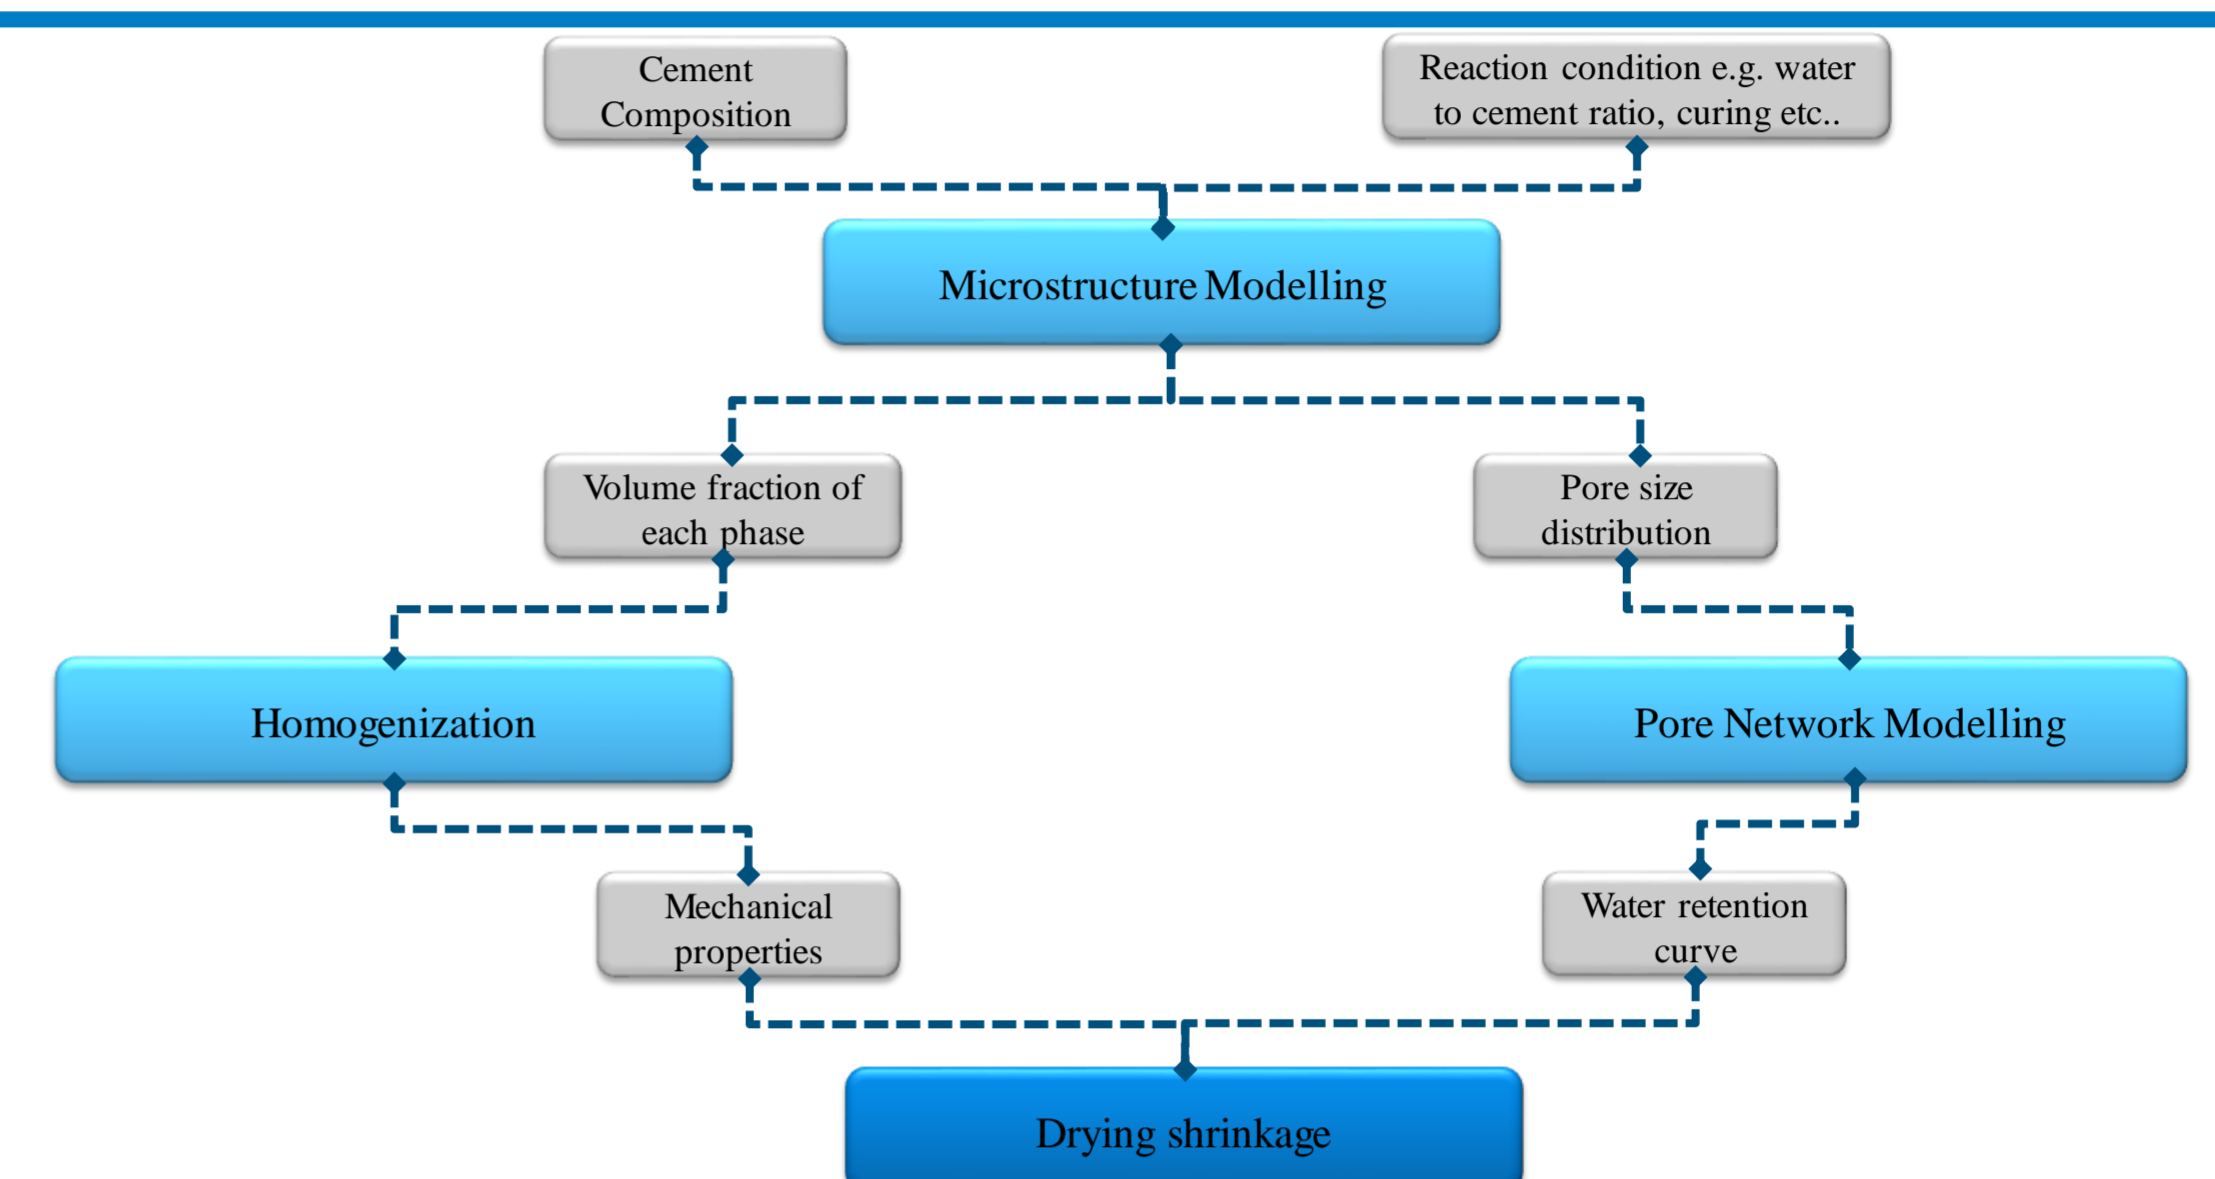 Cement
Composition
Reaction condition e.g. water
to cement ratio, curing etc..
Microstructure Modelling
Volume fraction of
each phase
Pore size
distribution
Homogenization
Pore Network Modelling
Mechanical
properties
Water retention
curve
Drying shrinkage